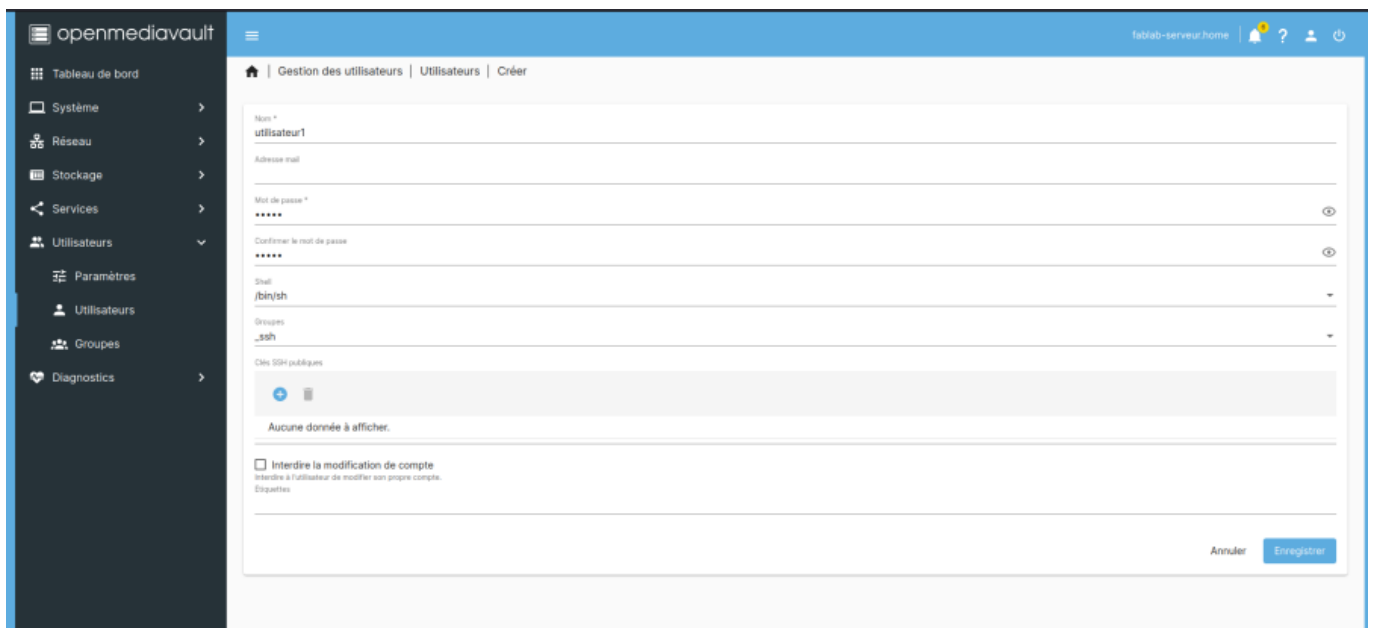 openmediavault
fablab-serveur.home
Tableau de bord
Système
Réseau
Stockage
Services
Utilisateurs
Paramètres
Utilisateurs
Groupes
Diagnostics
Gestion des utilisateurs | Utilisateurs | Créer
Nom *
utilisateur1
Adresse mail
Mot de passe *
•••••
Confirmer le mot de passe
•••••
Shell
/bin/sh
Groupes
_ssh
Clés SSH publiques
Aucune donnée à afficher.
Interdire la modification de compte
Interdire à l'utilisateur de modifier son propre compte.
Étiquettes
Annuler
Enregistrer